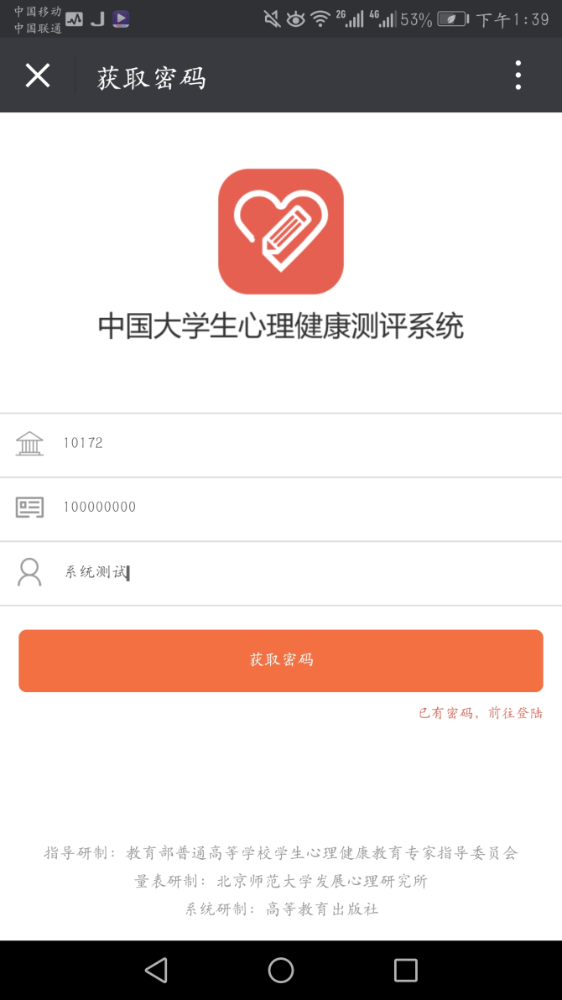 中国移动
中国联通
2G 4G 53% 下午1:39
获取密码
中国大学生心理健康测评系统
10172
100000000
系统测试
获取密码
已有密码，前往登陆
指导研制：教育部普通高等学校学生心理健康教育专家指导委员会
量表研制：北京师范大学发展心理研究所
系统研制：高等教育出版社